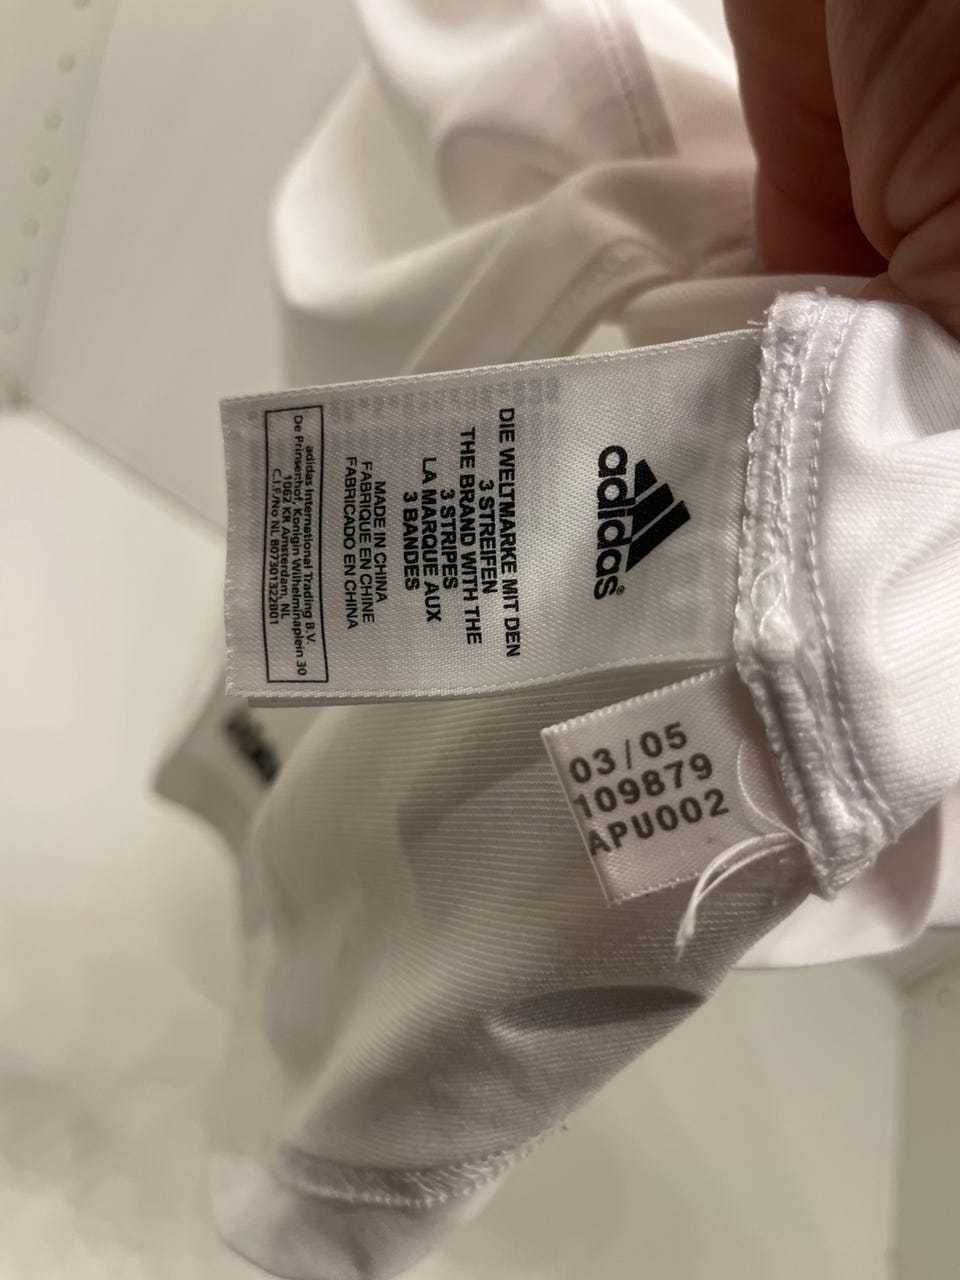 adidas®
DIE WELTMARKE MIT DEN
3 STREIFEN
THE BRAND WITH THE
3 STRIPES
LA MARQUE AUX
3 BANDES
MADE IN CHINA
FABRIQUE EN CHINE
FABRICADO EN CHINA
adidas International Trading B.V.
De Prinsenhof, Konigin Wilhelminaplein 30
1062 KR Amsterdam, NL
C.I.F./No NL 807301322B01
03/05
109879
APU002